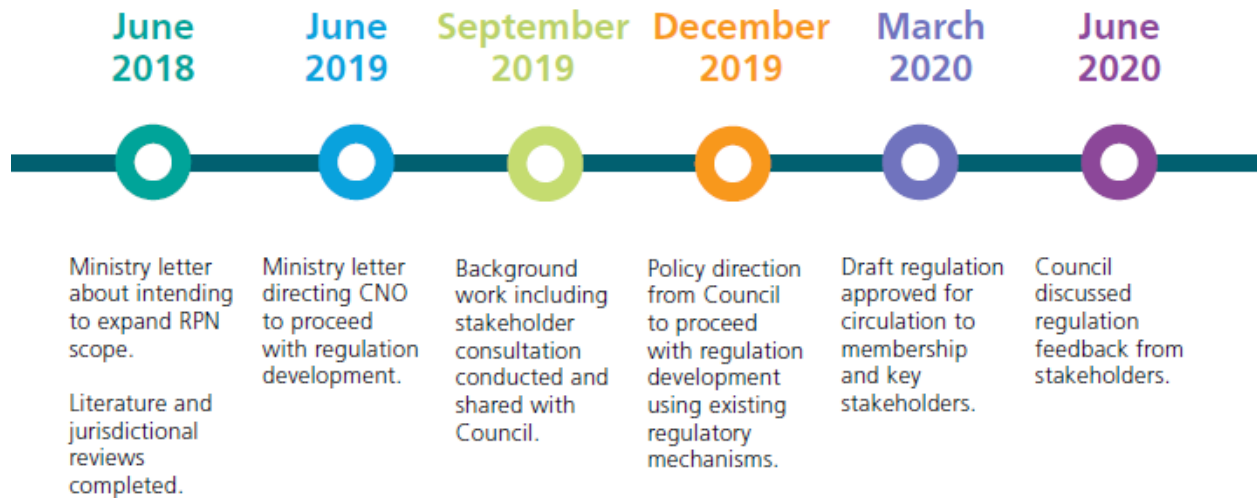 June
2018
Ministry letter
about intending
to expand RPN
scope.
Literature and
jurisdictional
reviews
completed.
June
2019
Ministry letter
directing CNO
to proceed
with regulation
development.
September
2019
Background
work including
stakeholder
consultation
conducted and
shared with
Council.
December
2019
Policy direction
from Council
to proceed
with regulation
development
using existing
regulatory
mechanisms.
March
2020
Draft regulation
approved for
circulation to
membership
and key
stakeholders.
June
2020
Council
discussed
regulation
feedback from
stakeholders.